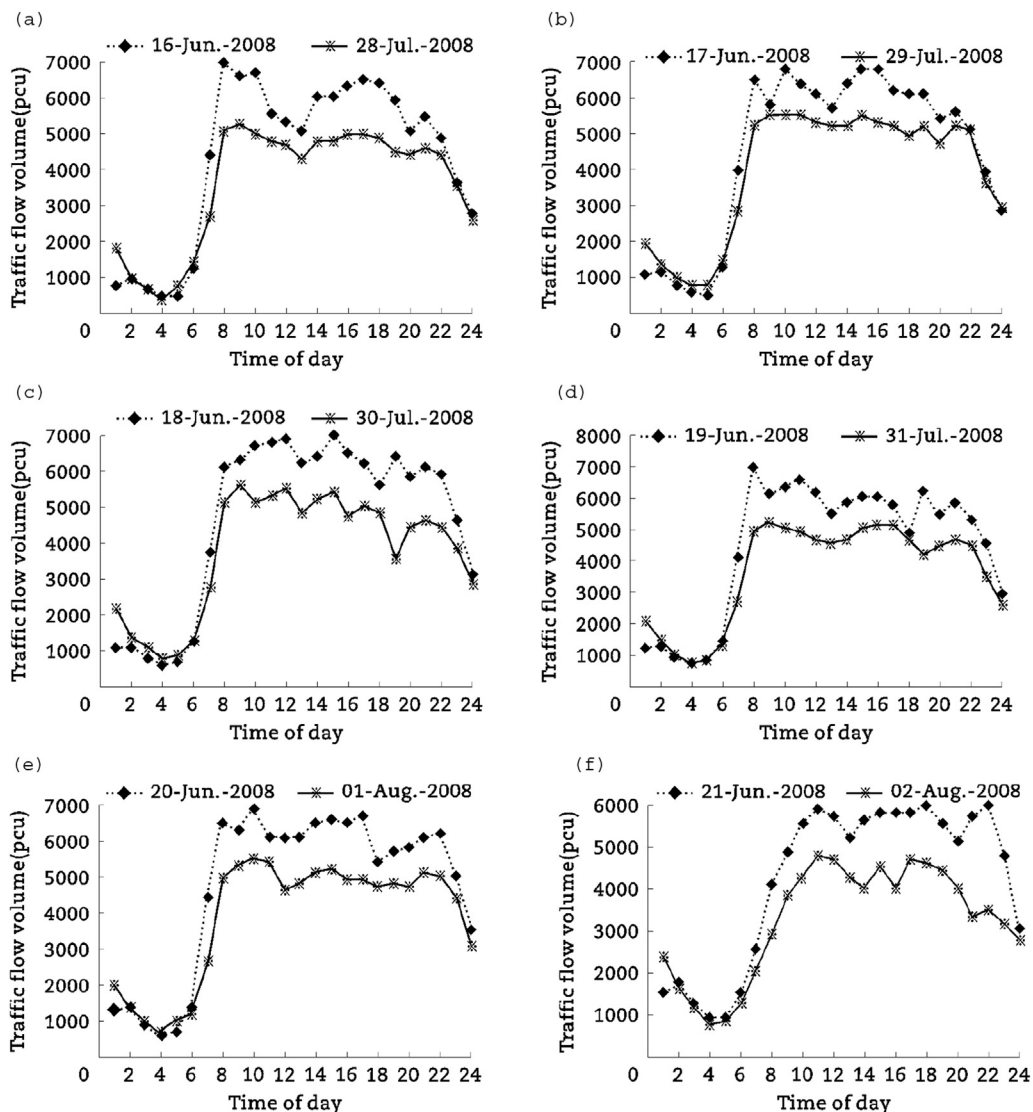 (a)
16-Jun.-2008 28-Jul.-2008
7000
6000
5000
4000
3000
2000
1000
0
2 4 6 8 10 12 14 16 18 20 22 24
Traffic flow volume(pcu)
Time of day
(b)
17-Jun.-2008 29-Jul.-2008
7000
6000
5000
4000
3000
2000
1000
0
2 4 6 8 10 12 14 16 18 20 22 24
Traffic flow volume(pcu)
Time of day
(c)
18-Jun.-2008 30-Jul.-2008
7000
6000
5000
4000
3000
2000
1000
0
2 4 6 8 10 12 14 16 18 20 22 24
Traffic flow volume(pcu)
Time of day
(d)
19-Jun.-2008 31-Jul.-2008
8000
7000
6000
5000
4000
3000
2000
1000
0
2 4 6 8 10 12 14 16 18 20 22 24
Traffic flow volume(pcu)
Time of day
(e)
20-Jun.-2008 01-Aug.-2008
7000
6000
5000
4000
3000
2000
1000
0
2 4 6 8 10 12 14 16 18 20 22 24
Traffic flow volume(pcu)
Time of day
(f)
21-Jun.-2008 02-Aug.-2008
6000
5000
4000
3000
2000
1000
0
2 4 6 8 10 12 14 16 18 20 22 24
Traffic flow volume(pcu)
Time of day